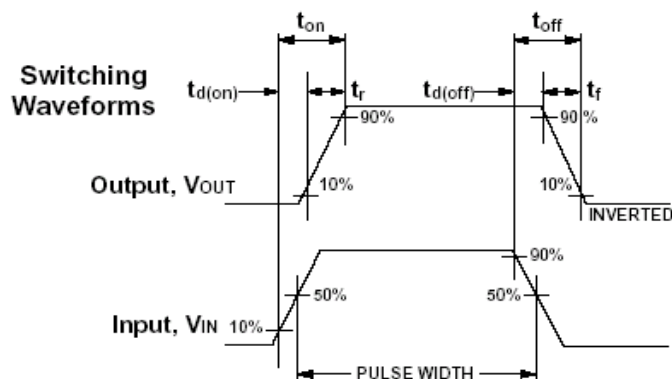 ton
toff
Switching
Waveforms
td(on)
tr
td(off)
tf
90%
90%
10%
10%
Output, VOUT
INVERTED
90%
50%
50%
Input, VIN
10%
PULSE WIDTH